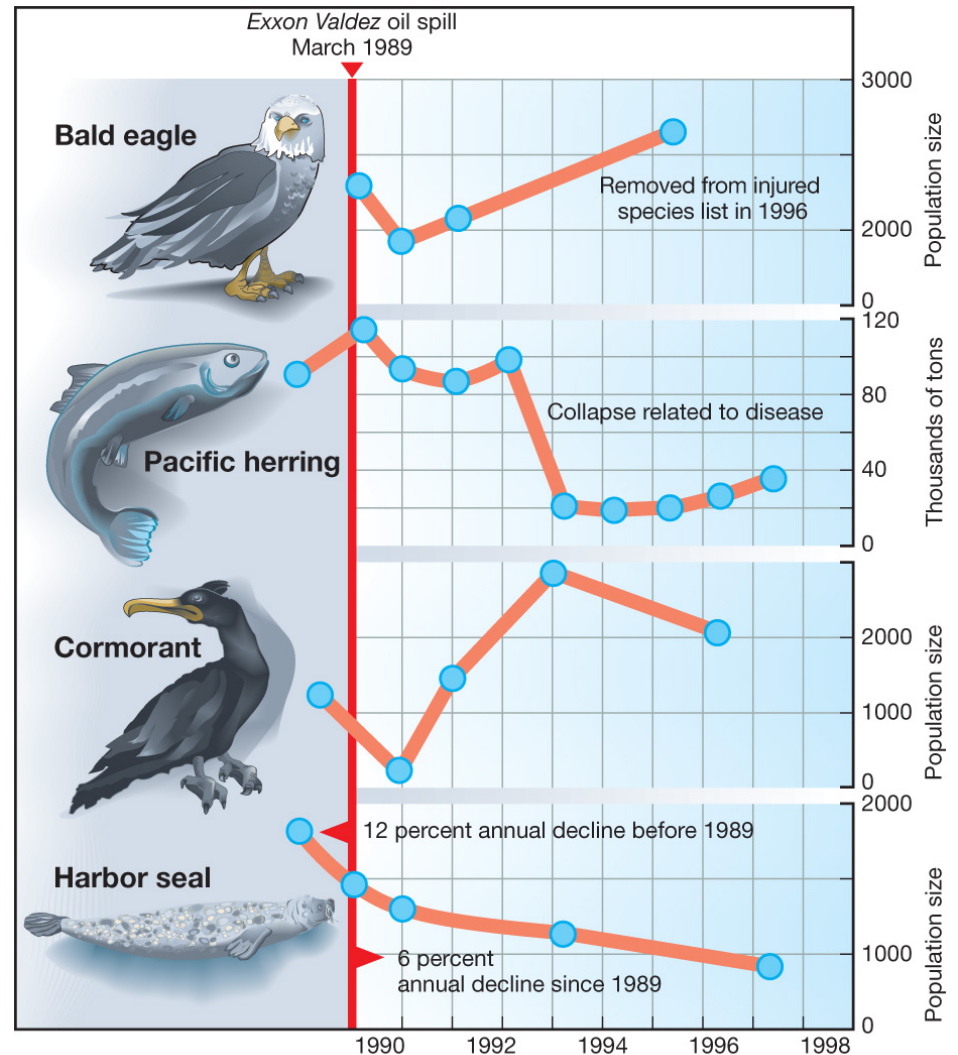 Exxon Valdez oil spill
March 1989
Bald eagle
Removed from injured
species list in 1996
3000
2000
0
Population size
Pacific herring
Collapse related to disease
120
80
40
0
Thousands of tons
Cormorant
2000
1000
0
Population size
Harbor seal
12 percent annual decline before 1989
6 percent
annual decline since 1989
2000
1000
0
Population size
1990 1992 1994 1996 1998